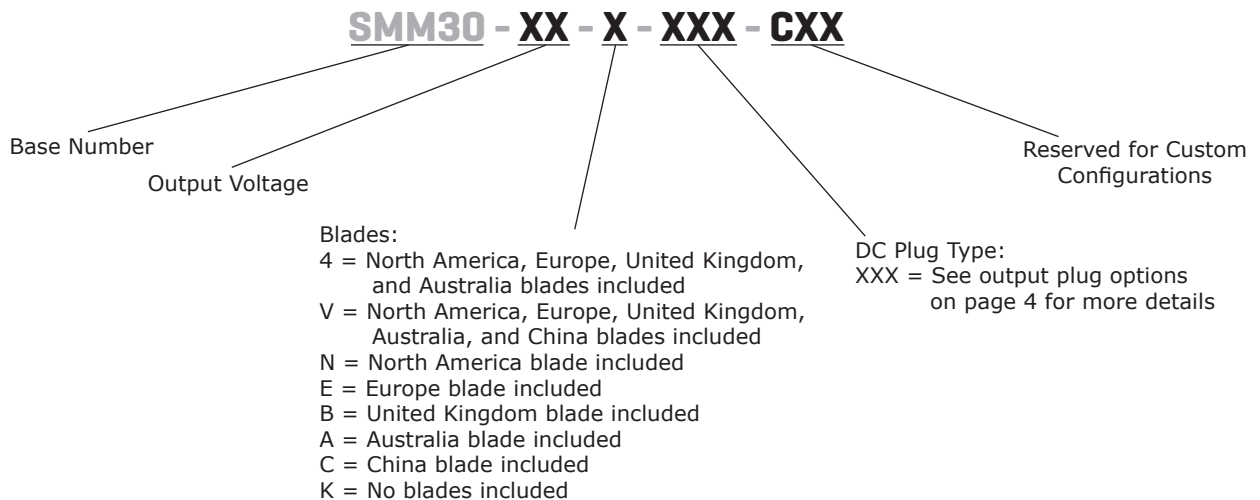 SMM30 - XX - X - XXX - CXX
Base Number
Output Voltage
Blades:
4 = North America, Europe, United Kingdom,
and Australia blades included
V = North America, Europe, United Kingdom,
Australia, and China blades included
N = North America blade included
E = Europe blade included
B = United Kingdom blade included
A = Australia blade included
C = China blade included
K = No blades included
DC Plug Type:
XXX = See output plug options
on page 4 for more details
Reserved for Custom
Configurations